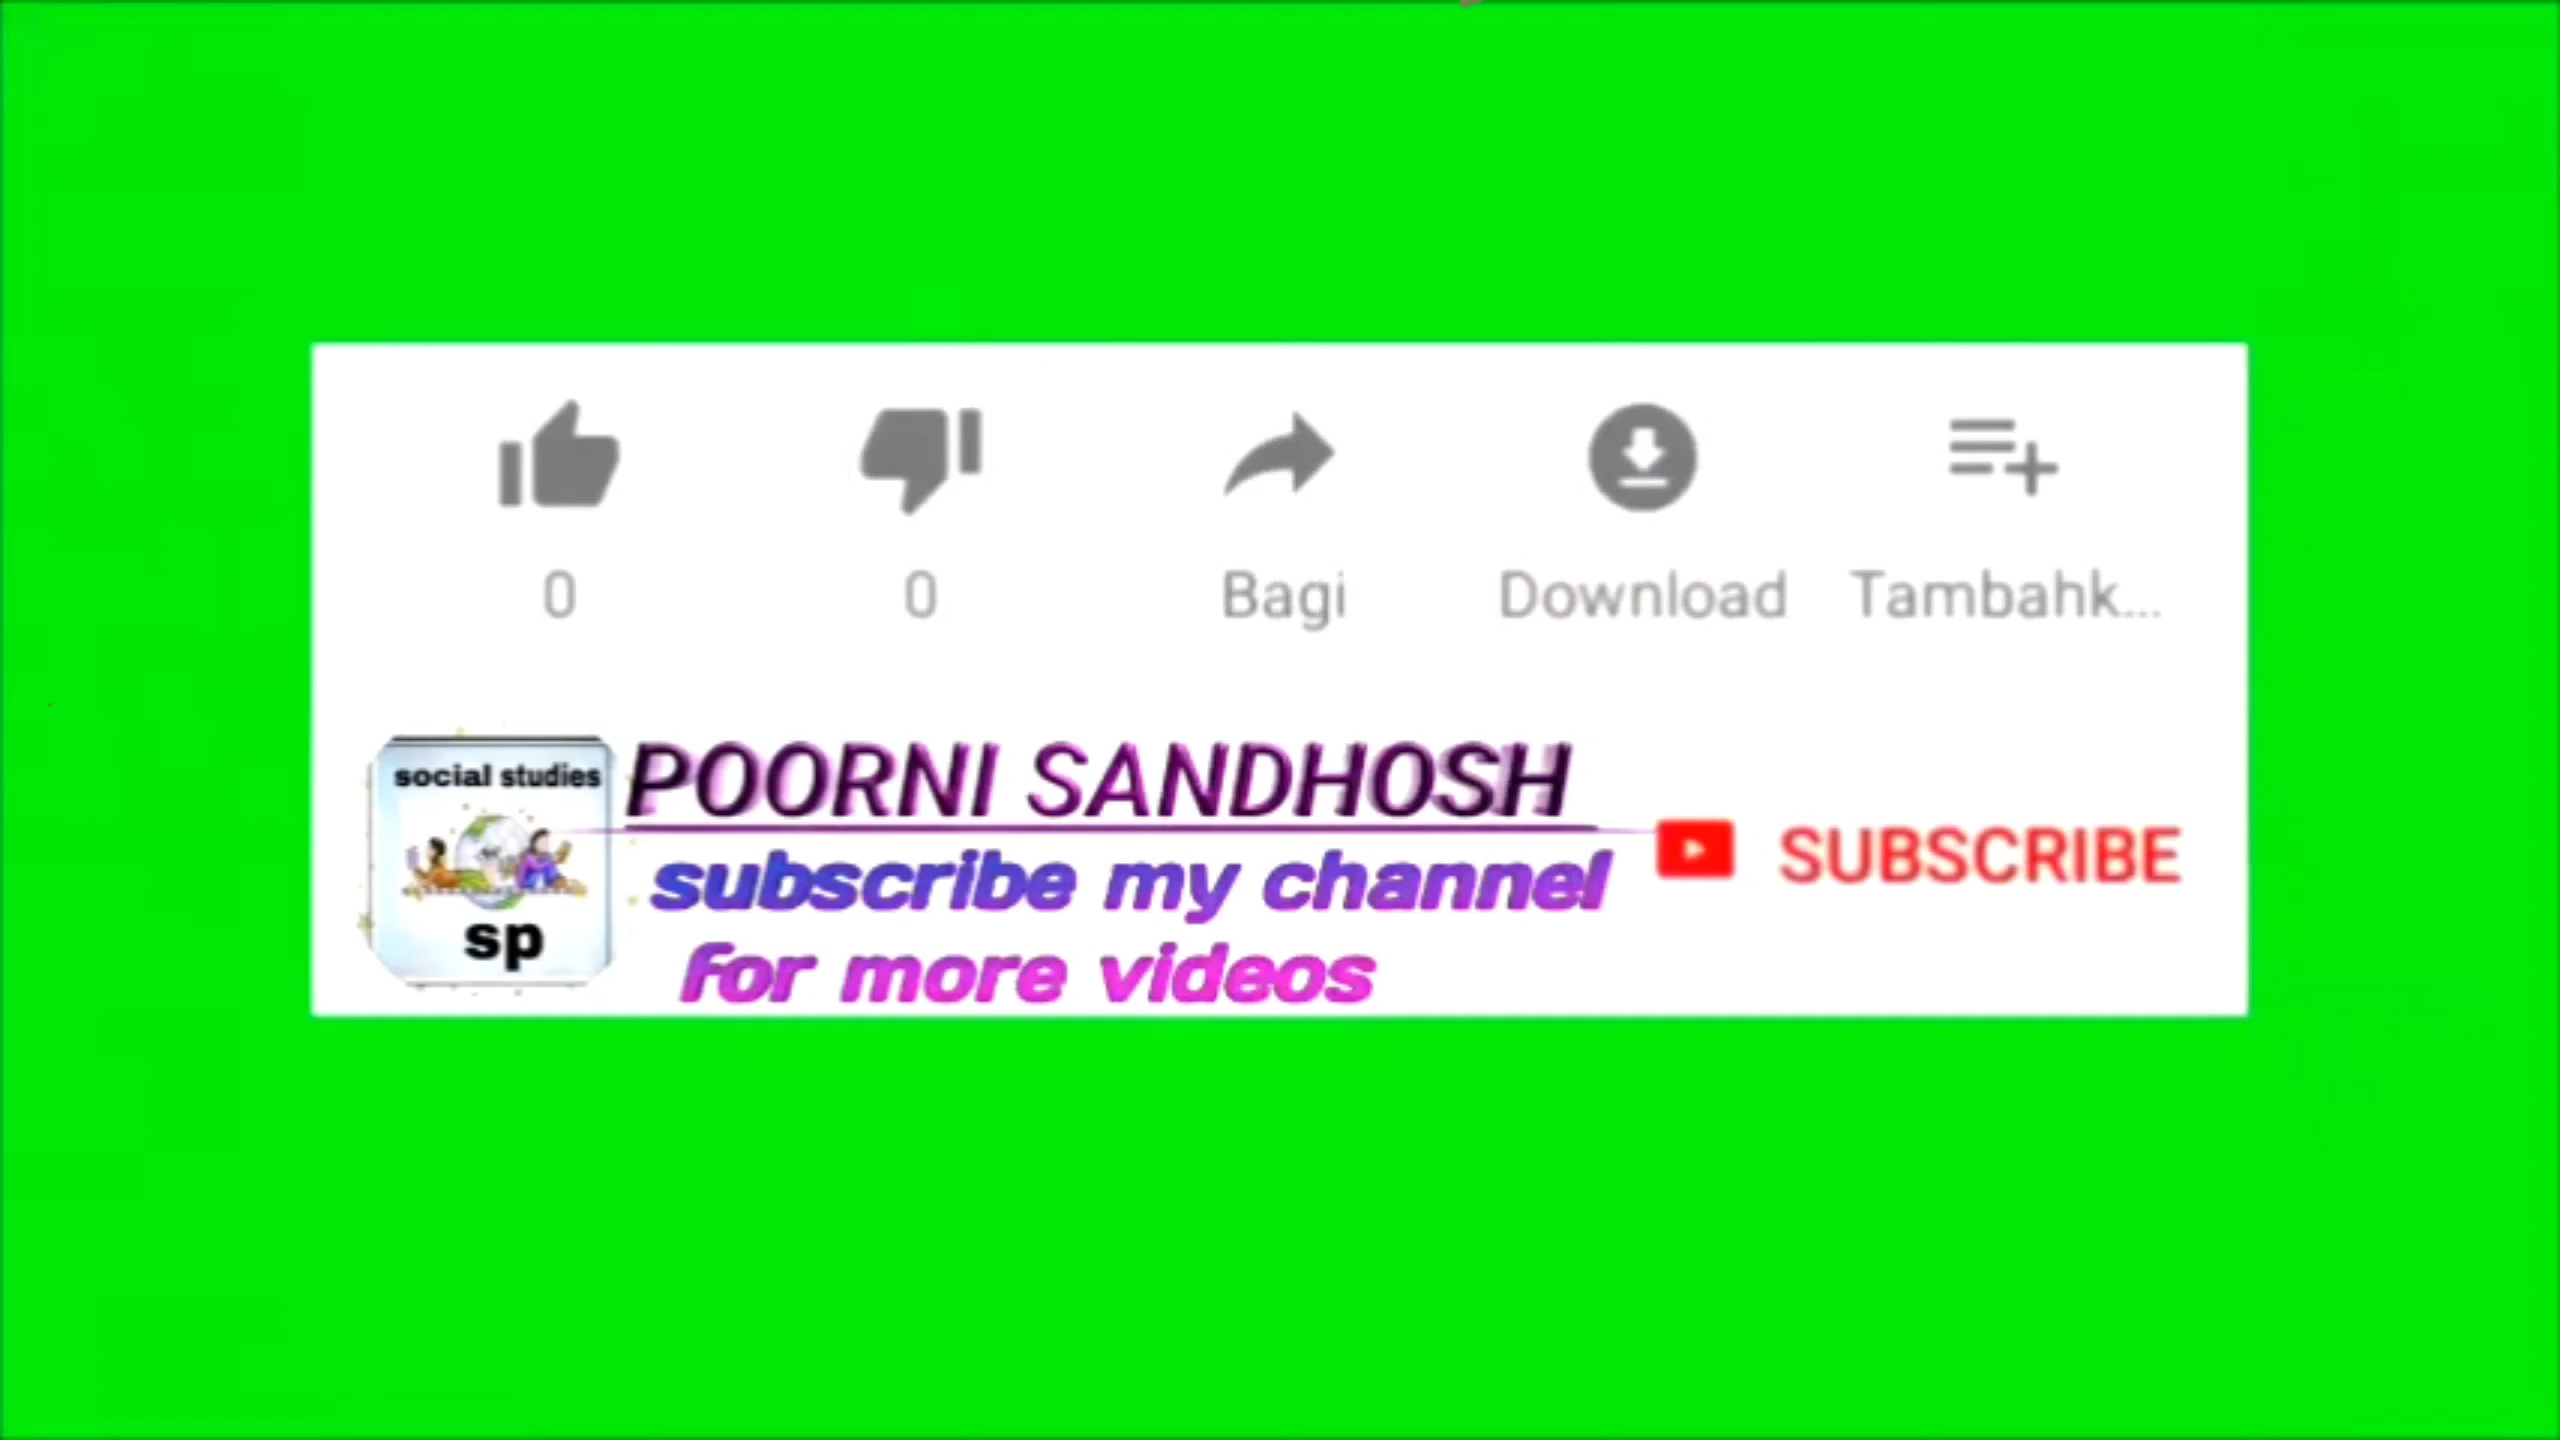 0
0
Bagi
Download
Tambahk...
social studies
sp
POORNI SANDHOSH
subscribe my channel
for more videos
SUBSCRIBE